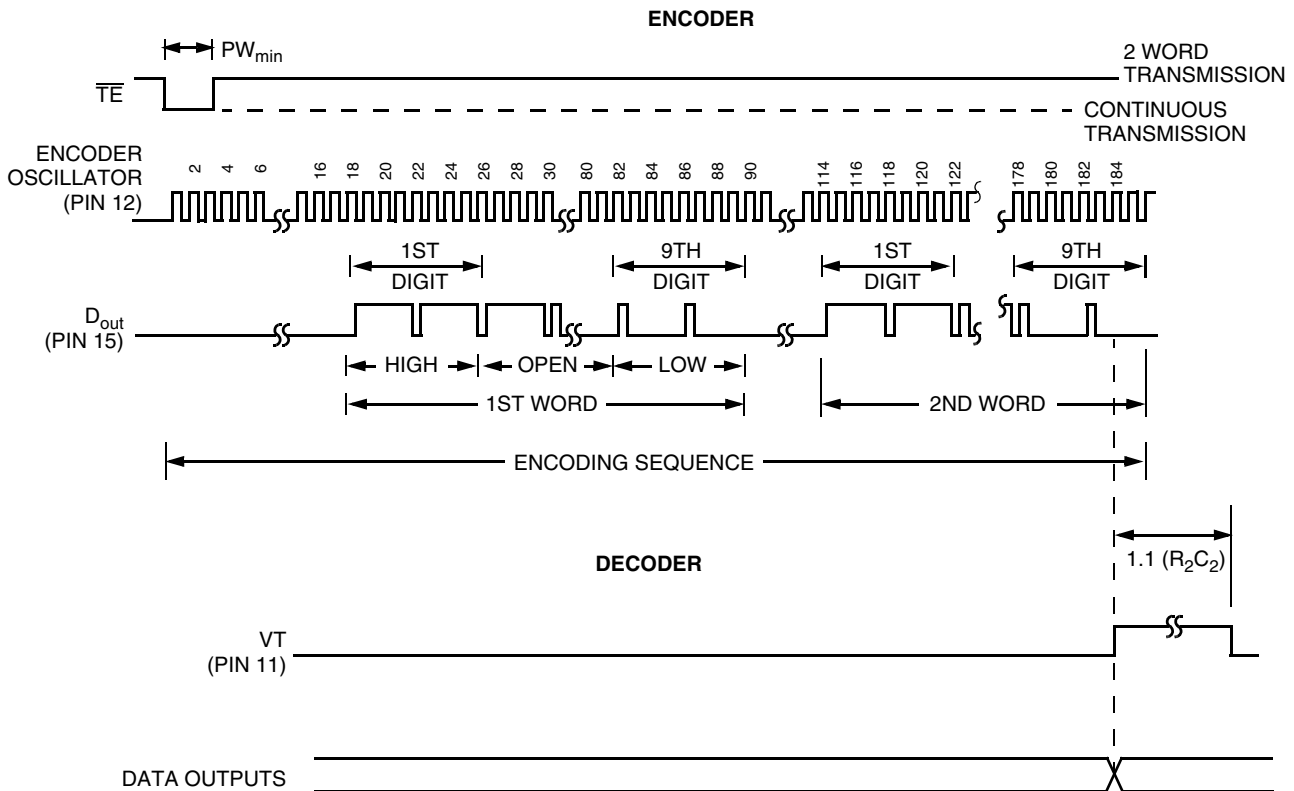 ENCODER
PWmin
TE
2 WORD
TRANSMISSION
CONTINUOUS
TRANSMISSION
ENCODER
OSCILLATOR
(PIN 12)
2 4 6 16 18 20 22 24 26 28 30 80 82 84 86 88 90 114 116 118 120 122 178 180 182 184
1ST
DIGIT
9TH
DIGIT
1ST
DIGIT
9TH
DIGIT
Dout
(PIN 15)
HIGH OPEN LOW
1ST WORD 2ND WORD
ENCODING SEQUENCE
1.1 (R2C2)
DECODER
VT
(PIN 11)
DATA OUTPUTS